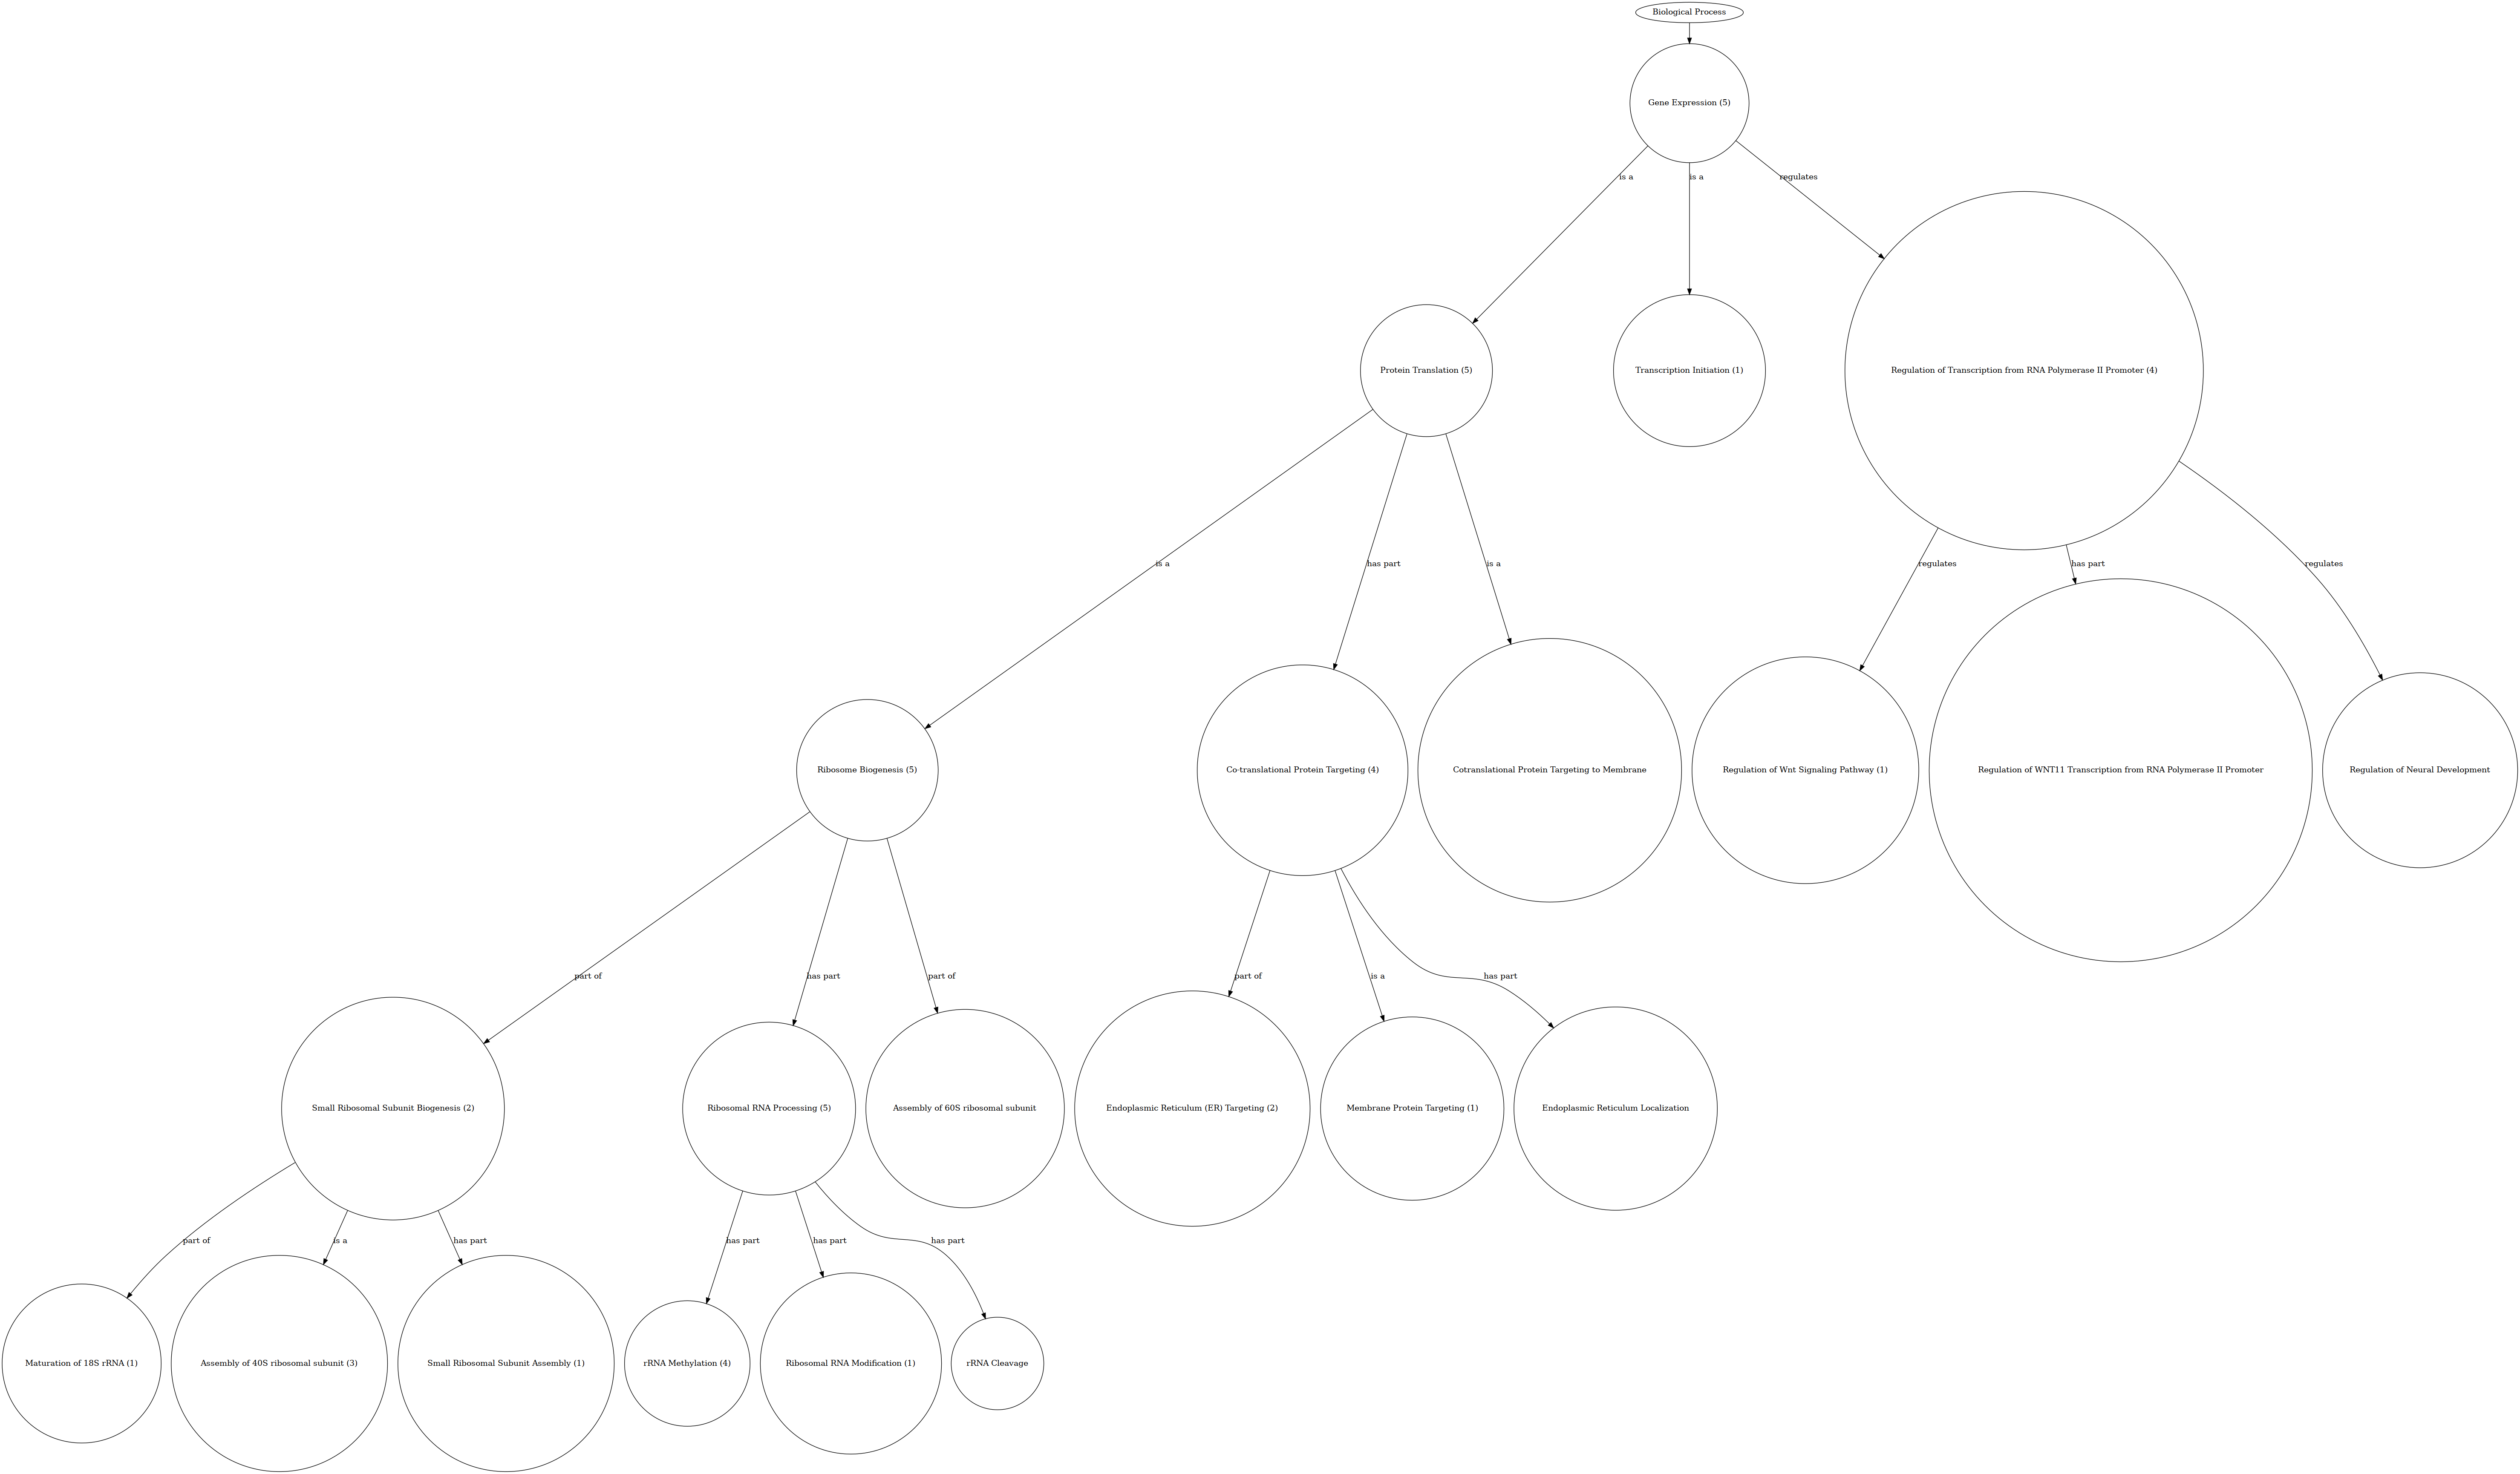 Biological Process
Gene Expression (5)
is a
is a
regulates
Protein Translation (5)
Transcription Initiation (1)
Regulation of Transcription from RNA Polymerase II Promoter (4)
is a
has part
is a
regulates
has part
regulates
Ribosome Biogenesis (5)
Co-translational Protein Targeting (4)
Cotranslational Protein Targeting to Membrane
Regulation of Wnt Signaling Pathway (1)
Regulation of WNT11 Transcription from RNA Polymerase II Promoter
Regulation of Neural Development
part of
has part
part of
part of
is a
has part
Small Ribosomal Subunit Biogenesis (2)
Ribosomal RNA Processing (5)
Assembly of 60S ribosomal subunit
Endoplasmic Reticulum (ER) Targeting (2)
Membrane Protein Targeting (1)
Endoplasmic Reticulum Localization
part of
is a
has part
has part
has part
has part
Maturation of 18S rRNA (1)
Assembly of 40S ribosomal subunit (3)
Small Ribosomal Subunit Assembly (1)
rRNA Methylation (4)
Ribosomal RNA Modification (1)
rRNA Cleavage